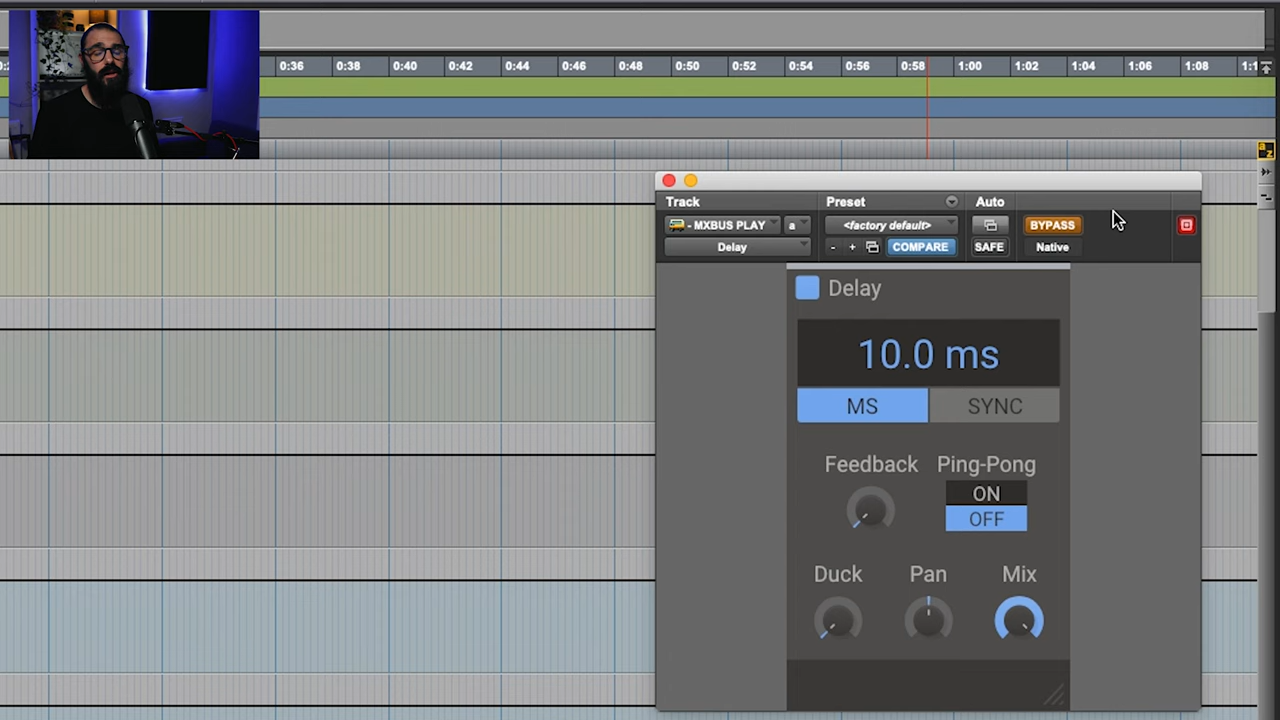 0:36 0:38 0:40 0:42 0:44 0:46 0:48 0:50 0:52 0:54 0:56 0:58 1:00 1:02 1:04 1:06 1:08
a z
Track Preset Auto
- MXBUS PLAY a <factory default> BYPASS
Delay - + COMPARE SAFE Native
Delay
10.0 ms
MS SYNC
Feedback Ping-Pong
ON
OFF
Duck Pan Mix